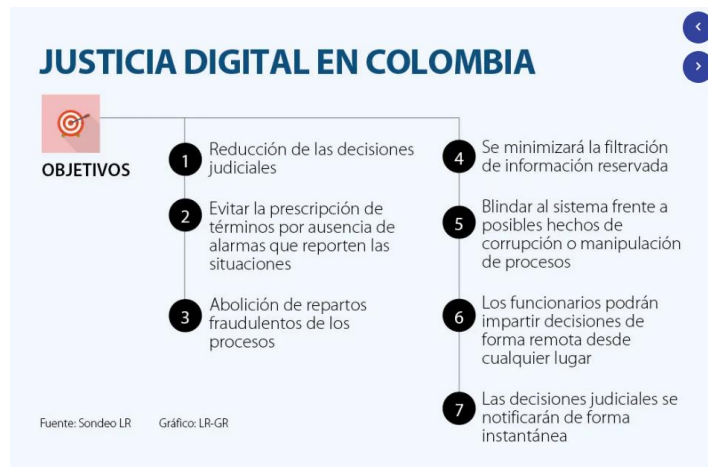 JUSTICIA DIGITAL EN COLOMBIA
OBJETIVOS
1
Reducción de las decisiones
judiciales
2
Evitar la prescripción de
términos por ausencia de
alarmas que reporten las
situaciones
3
Abolición de repartos
fraudulentos de los
procesos
4
Se minimizará la filtración
de información reservada
5
Blindar al sistema frente a
posibles hechos de
corrupción o manipulación
de procesos
6
Los funcionarios podrán
impartir decisiones de
forma remota desde
cualquier lugar
7
Las decisiones judiciales se
notificarán de forma
instantánea
Fuente: Sondeo LR
Gráfico: LR-GR